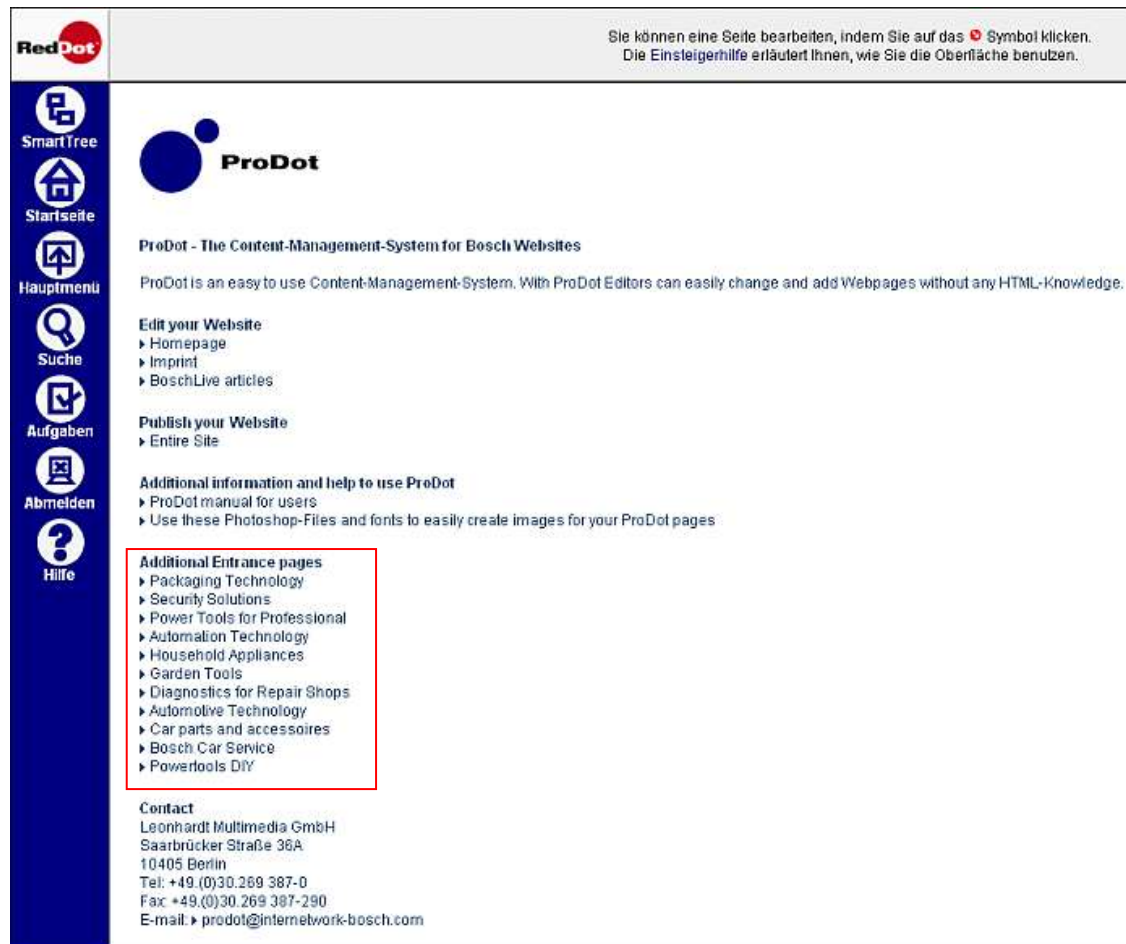 RedDot
Sie können eine Seite bearbeiten, indem Sie auf das Symbol klicken.
Die Einsteigerhilfe erläutert Ihnen, wie Sie die Oberfläche benutzen.
SmartTree
Startseite
Hauptmenü
Suche
Aufgaben
Abmelden
Hilfe
ProDot
ProDot - The Content-Management-System for Bosch Websites
ProDot is an easy to use Content-Management-System. With ProDot Editors can easily change and add Webpages without any HTML-Knowledge.
Edit your Website
Homepage
Imprint
BoschLive articles
Publish your Website
Entire Site
Additional information and help to use ProDot
ProDot manual for users
Use these Photoshop-Files and fonts to easily create images for your ProDot pages
Additional Entrance pages
Packaging Technology
Security Solutions
Power Tools for Professional
Automation Technology
Household Appliances
Garden Tools
Diagnostics for Repair Shops
Automotive Technology
Car parts and accessoires
Bosch Car Service
Powertools DIY
Contact
Leonhardt Multimedia GmbH
Saarbrücker Straße 36A
10405 Berlin
Tel: +49.(0)30.269 387-0
Fax: +49.(0)30.269 387-290
E-mail: prodot@internetwork-bosch.com